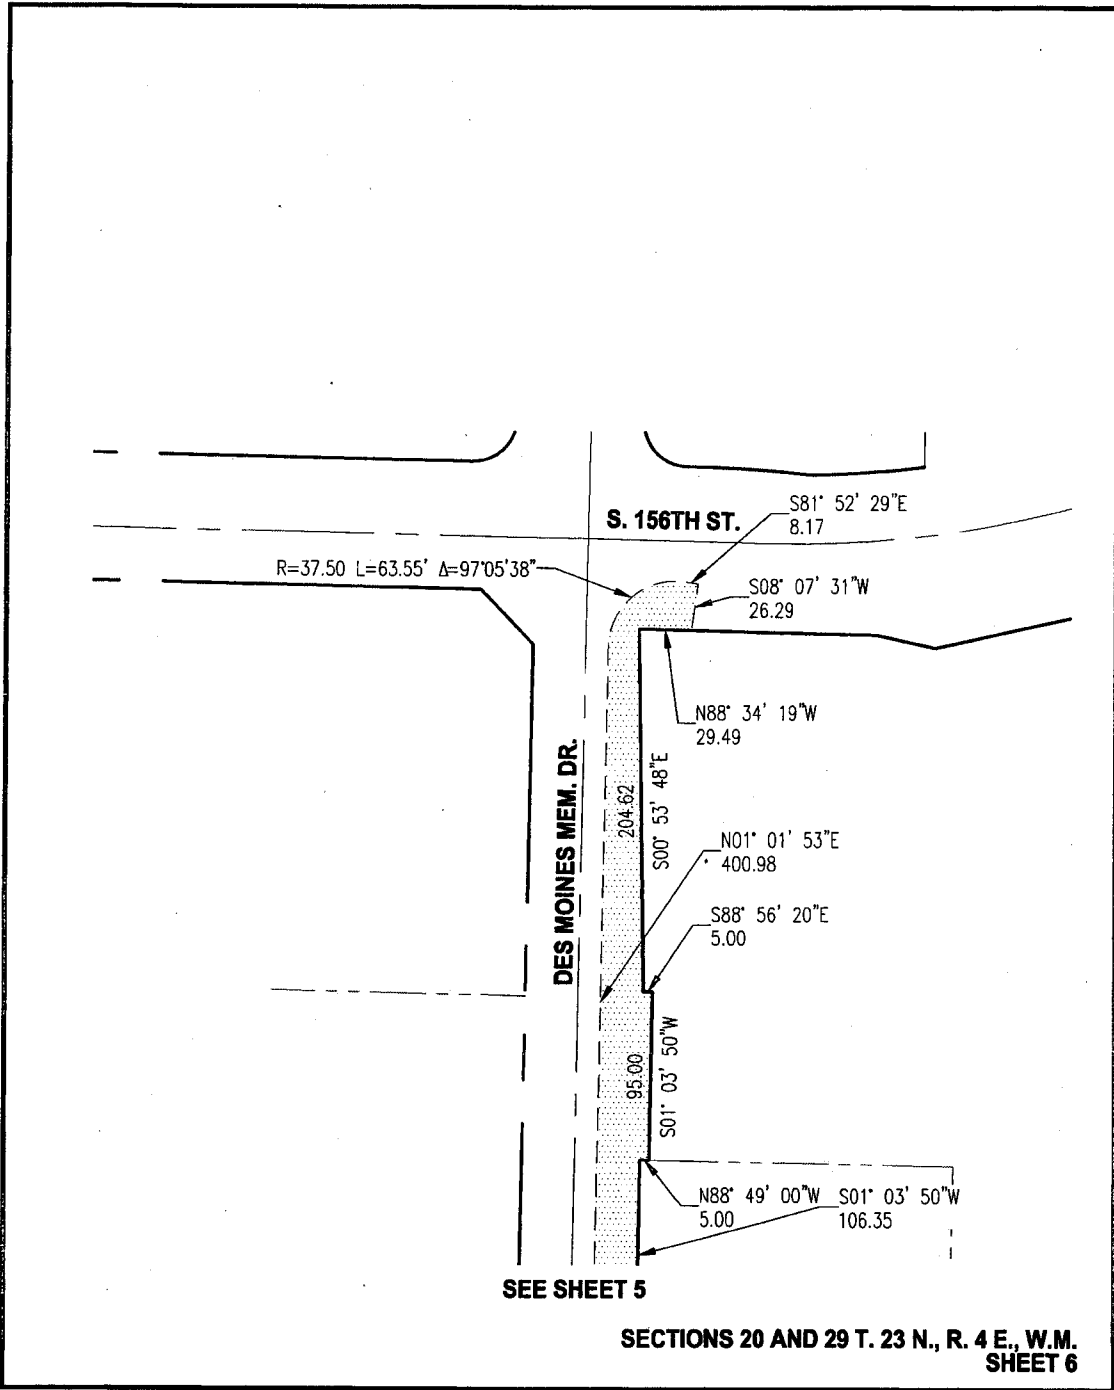 S81° 52' 29"E
8.17
S. 156TH ST.
R=37.50 L=63.55' Δ=97°05'38"
S08° 07' 31"W
26.29
N88° 34' 19"W
29.49
DES MOINES MEM. DR.
204.62
S00° 53' 48"E
N01° 01' 53"E
400.98
S88° 56' 20"E
5.00
95.00
S01° 03' 50"W
N88° 49' 00"W
5.00
S01° 03' 50"W
106.35
SEE SHEET 5
SECTIONS 20 AND 29 T. 23 N., R. 4 E., W.M.
SHEET 6